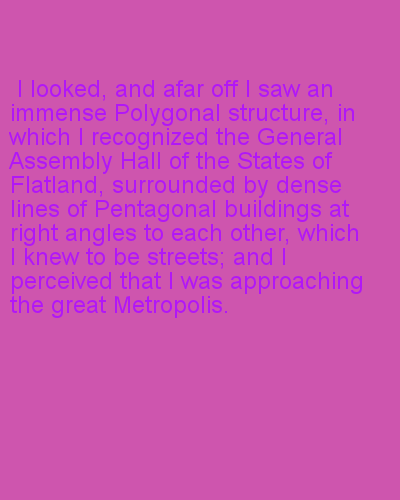 I looked, and afar off I saw an
immense Polygonal structure, in
which I recognized the General
Assembly Hall of the States of
Flatland, surrounded by dense
lines of Pentagonal buildings at
right angles to each other, which
I knew to be streets; and I
perceived that I was approaching
the great Metropolis.